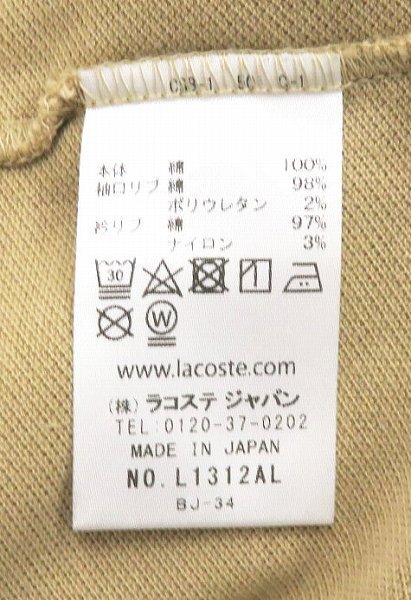 本体 綿 100%
袖口リブ 綿 98%
ポリウレタン 2%
衿リブ 綿 97%
ナイロン 3%
30
W
www.lacoste.com
(株) ラコステ ジャパン
TEL:0120-37-0202
MADE IN JAPAN
NO. L1312AL
BJ-34